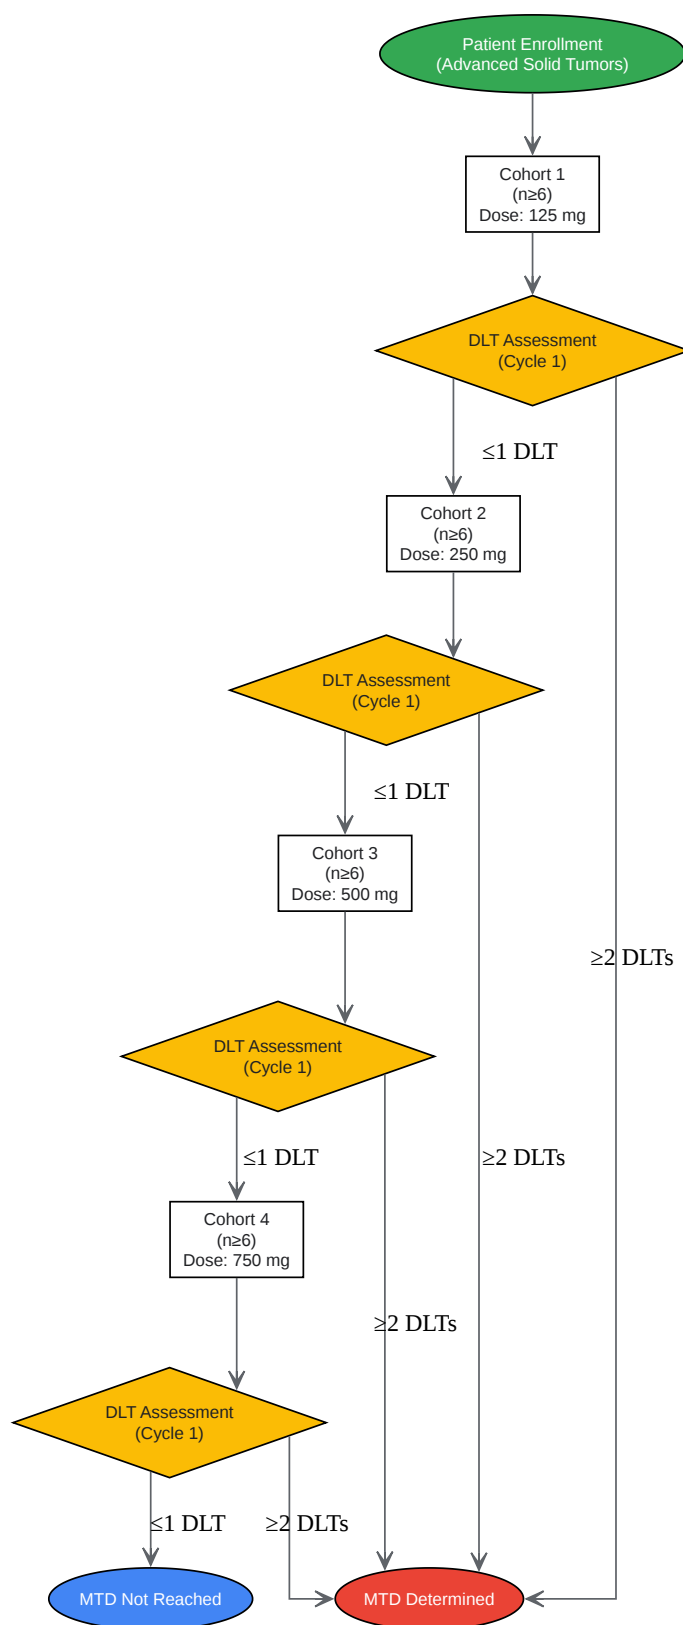 Patient Enrollment
(Advanced Solid Tumors)
Cohort 1
(n≥6)
Dose: 125 mg
DLT Assessment
(Cycle 1)
≤1 DLT
Cohort 2
(n≥6)
Dose: 250 mg
DLT Assessment
(Cycle 1)
≤1 DLT
Cohort 3
(n≥6)
Dose: 500 mg
≥2 DLTs
DLT Assessment
(Cycle 1)
≤1 DLT
≥2 DLTs
Cohort 4
(n≥6)
Dose: 750 mg
≥2 DLTs
DLT Assessment
(Cycle 1)
≤1 DLT
≥2 DLTs
MTD Not Reached
MTD Determined